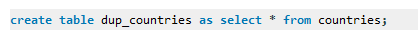 create table dup_countries as select * from countries;